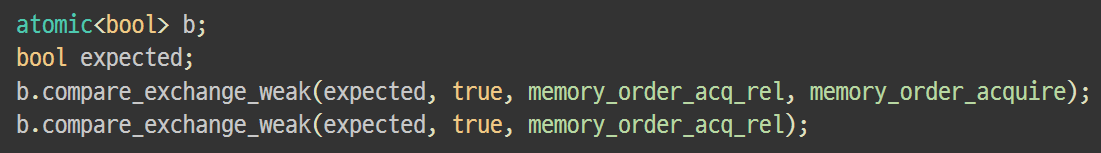 atomic<bool> b;
bool expected;
b.compare_exchange_weak(expected, true, memory_order_acq_rel, memory_order_acquire);
b.compare_exchange_weak(expected, true, memory_order_acq_rel);